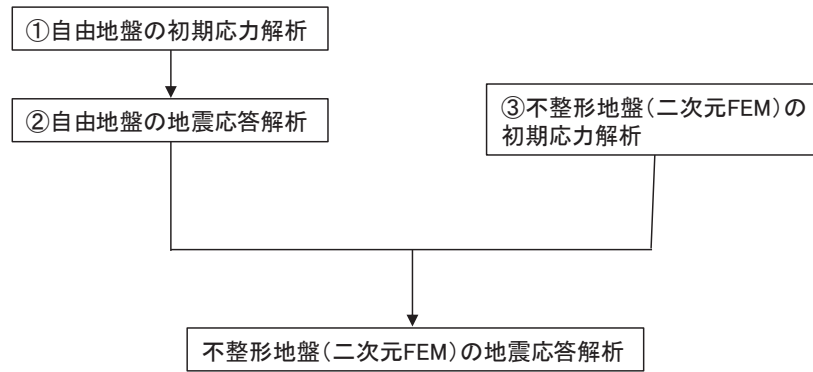 ①自由地盤の初期応力解析
②自由地盤の地震応答解析
③不整形地盤(二次元FEM)の
初期応力解析
不整形地盤(二次元FEM)の地震応答解析